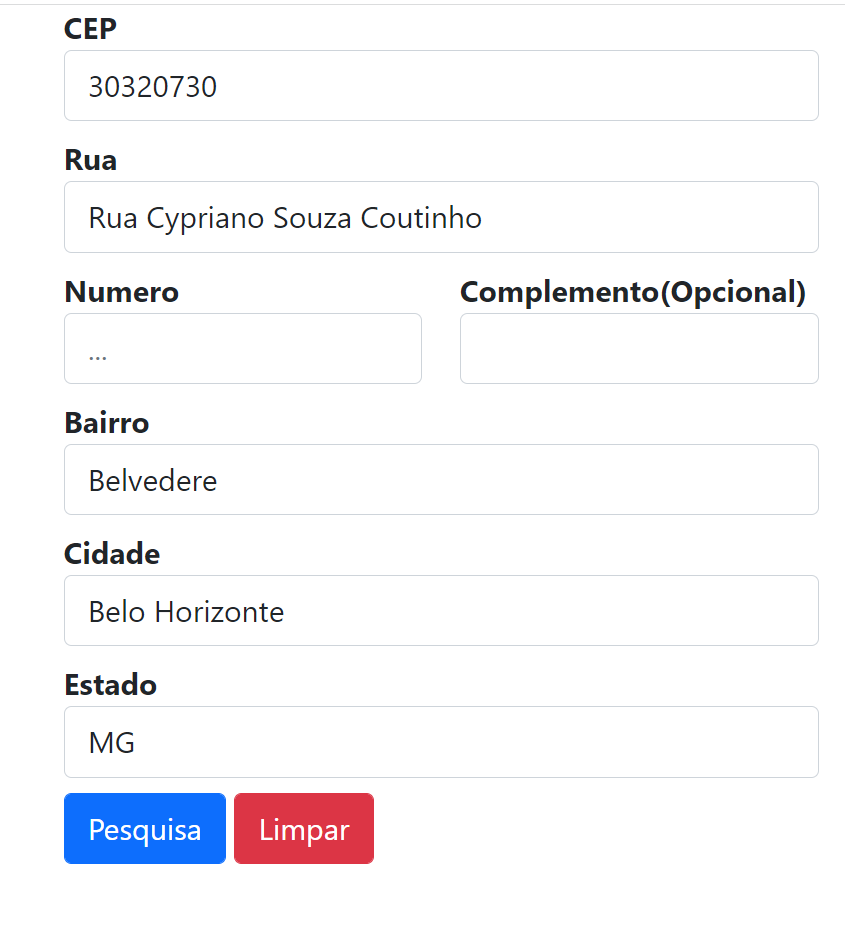 CEP
30320730
Rua
Rua Cypriano Souza Coutinho
Numero Complemento(Opcional)
...
Bairro
Belvedere
Cidade
Belo Horizonte
Estado
MG
Pesquisa Limpar